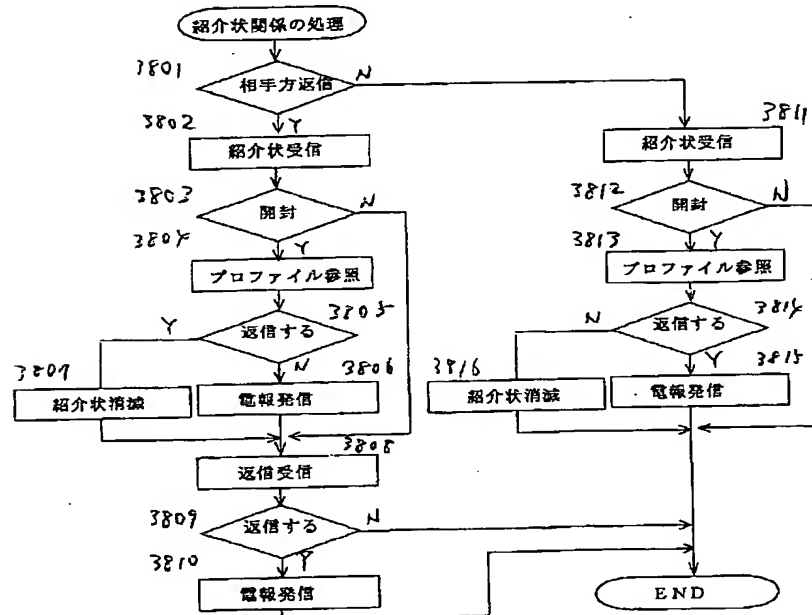 紹介状関係の処理
3801
相手方返信
N
Y
3802
紹介状受信
3803
開封
N
3804
Y
プロファイル参照
3805
Y
返信する
N
3807
3806
紹介状消滅
電報発信
3808
返信受信
3809
返信する
N
3810
Y
電報発信
3811
紹介状受信
3812
開封
N
3813
Y
プロファイル参照
3814
N
返信する
Y
3815
3816
紹介状消滅
電報発信
END